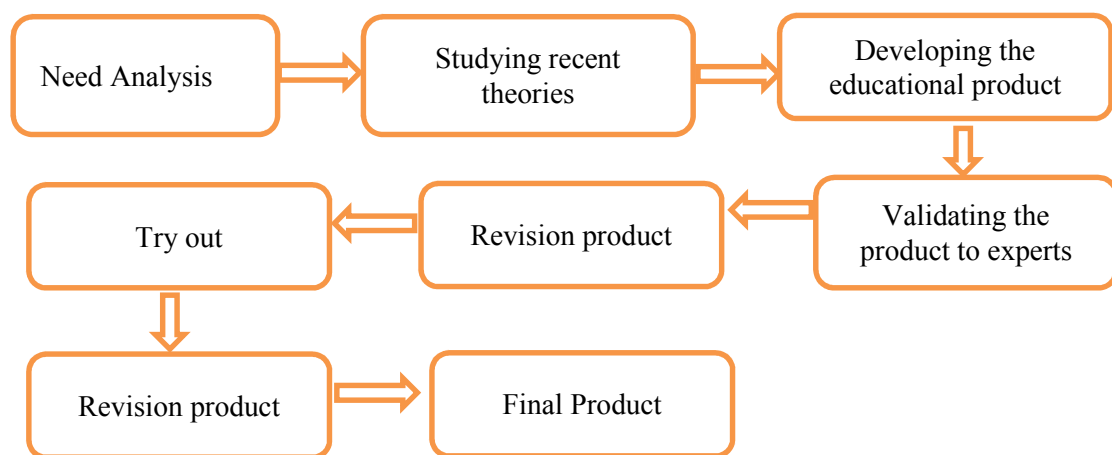 Need Analysis
Studying recent
theories
Developing the
educational product
Validating the
product to experts
Revision product
Try out
Revision product
Final Product